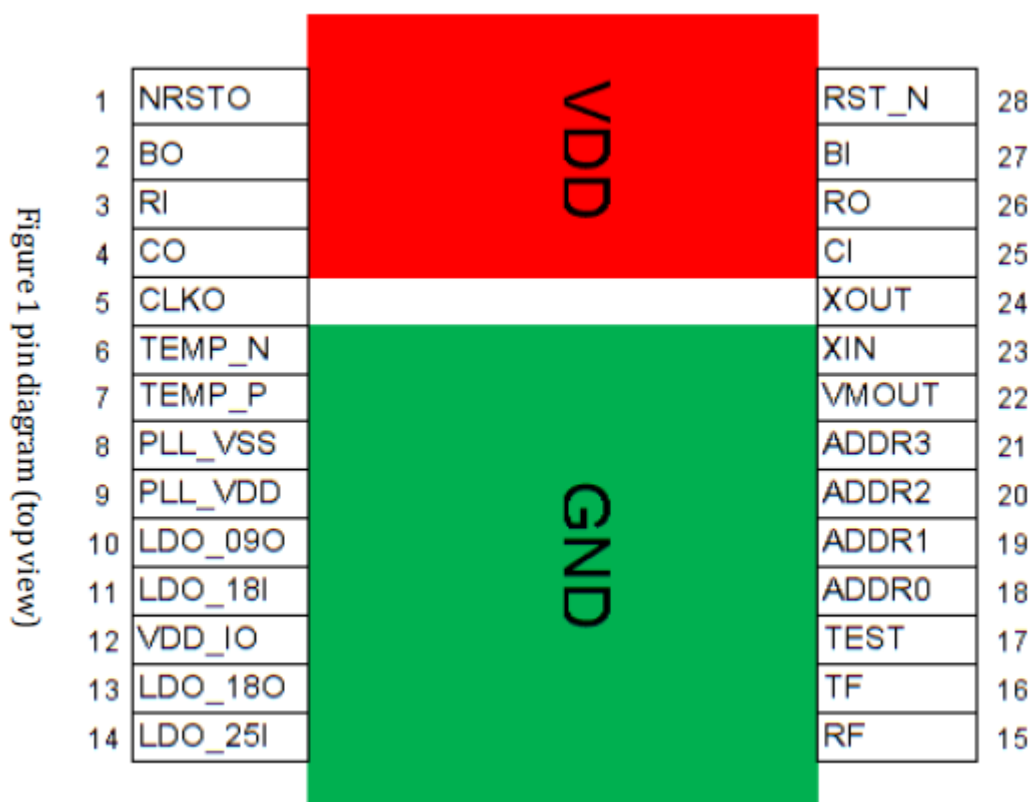 Figure 1 pin diagram (top view)
1 NRSTO
2 BO
3 RI
4 CO
5 CLKO
6 TEMP_N
7 TEMP_P
8 PLL_VSS
9 PLL_VDD
10 LDO_09O
11 LDO_18I
12 VDD_IO
13 LDO_18O
14 LDO_25I
VDD
GND
RST_N 28
BI 27
RO 26
CI 25
XOUT 24
XIN 23
VMOUT 22
ADDR3 21
ADDR2 20
ADDR1 19
ADDR0 18
TEST 17
TF 16
RF 15